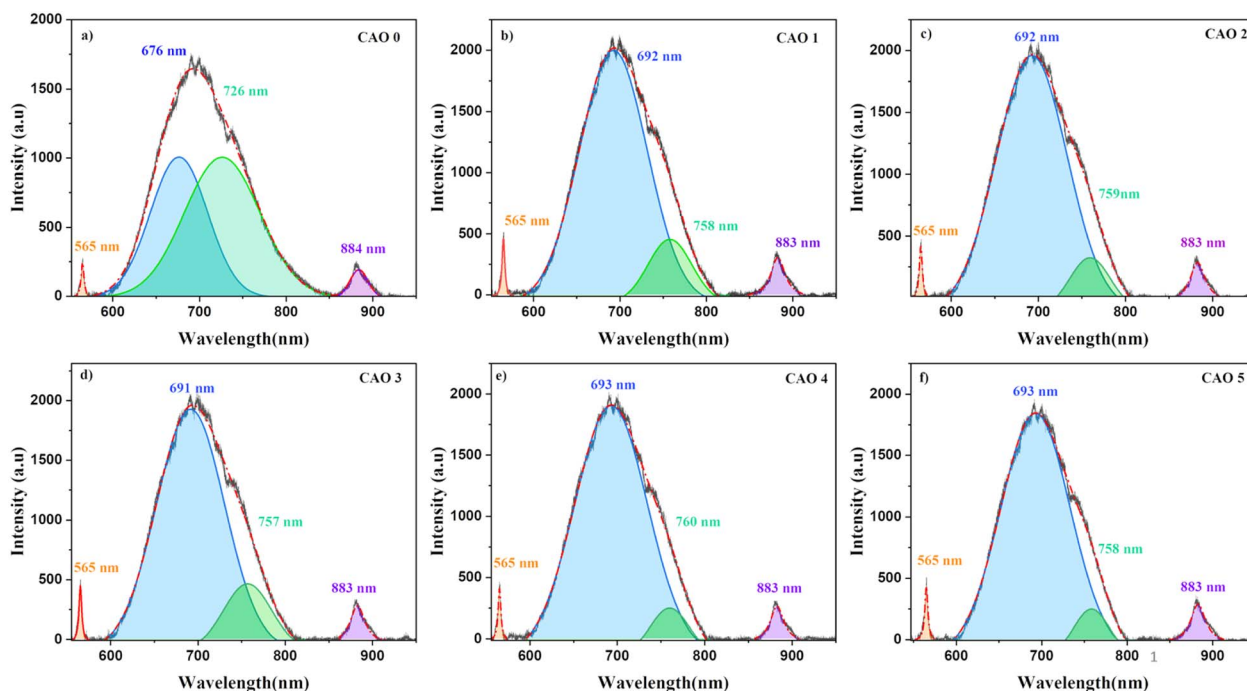 a)
CAO 0
2000
1500
1000
500
0
Intensity (a.u)
676 nm
726 nm
565 nm
884 nm
600
700
800
900
Wavelength(nm)
b)
CAO 1
2000
1500
1000
500
0
Intensity (a.u)
692 nm
565 nm
758 nm
883 nm
600
700
800
900
Wavelength(nm)
c)
CAO 2
2000
1500
1000
500
Intensity (a.u)
692 nm
759nm
565 nm
883 nm
600
700
800
900
Wavelength(nm)
d)
CAO 3
2000
1500
1000
500
0
Intensity (a.u)
691 nm
757 nm
565 nm
883 nm
600
700
800
900
Wavelength(nm)
e)
CAO 4
2000
1500
1000
500
0
Intensity (a.u)
693 nm
760 nm
565 nm
883 nm
600
700
800
900
Wavelength(nm)
f)
CAO 5
2000
1500
1000
500
0
Intensity (a.u)
693 nm
758 nm
565 nm
883 nm
600
700
800
900
Wavelength(nm)
1